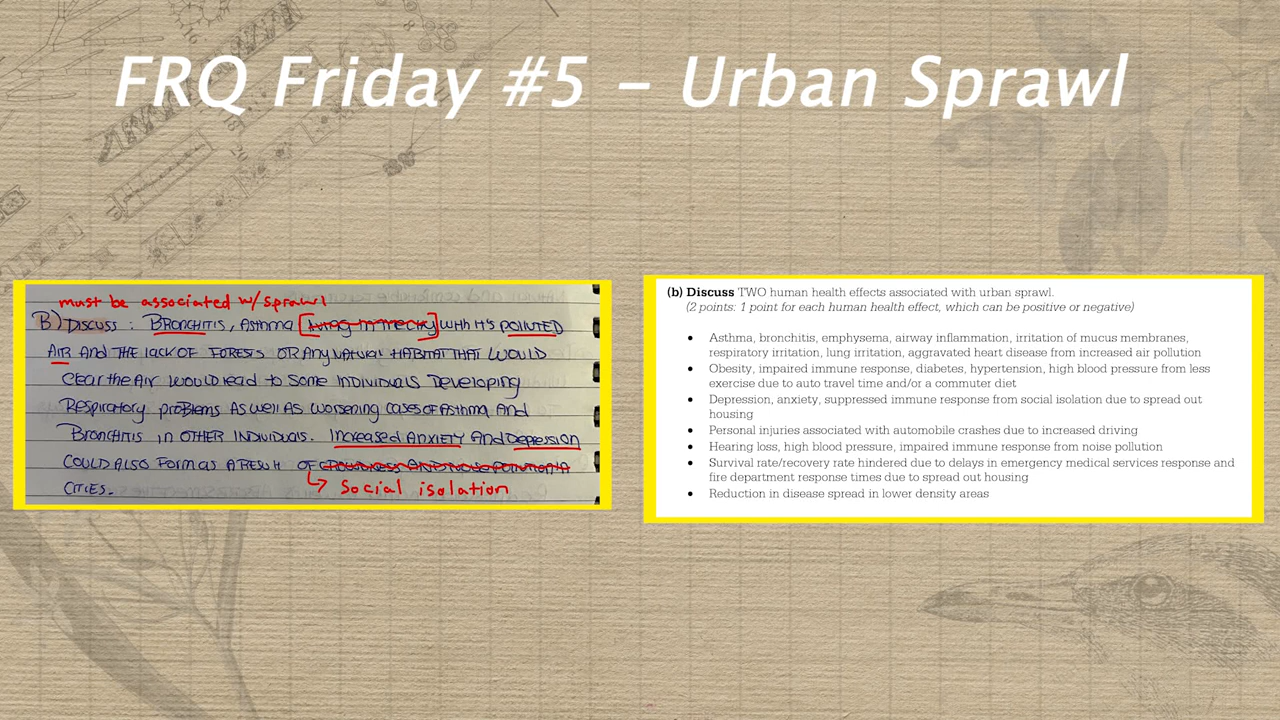 FRQ Friday #5 – Urban Sprawl
must be associated w/ sprawl
B) DISCUSS : BRONCHITIS, ASthmA [living in the city] with it's POLLUTED
AIR AND THE lACK OF FORESTS OR ANY NATURAL HABITAT THAT WOULD
clear the Air would lead to some individuals Developing
Respiratory problems As well As worsening cases of Asthma And
BRONCHITIS in OTHER INDIVIDUALS. Increased ANXIETY And Depression
COULD ALSO FORM AS A RESULT OF CROWDNESS AND NOISE POLLUTION in
CITIES.
↳ Social isolation
(b) Discuss TWO human health effects associated with urban sprawl.
(2 points: 1 point for each human health effect, which can be positive or negative)
• Asthma, bronchitis, emphysema, airway inflammation, irritation of mucus membranes,
respiratory irritation, lung irritation, aggravated heart disease from increased air pollution
• Obesity, impaired immune response, diabetes, hypertension, high blood pressure from less
exercise due to auto travel time and/or a commuter diet
• Depression, anxiety, suppressed immune response from social isolation due to spread out
housing
• Personal injuries associated with automobile crashes due to increased driving
• Hearing loss, high blood pressure, impaired immune response from noise pollution
• Survival rate/recovery rate hindered due to delays in emergency medical services response and
fire department response times due to spread out housing
• Reduction in disease spread in lower density areas